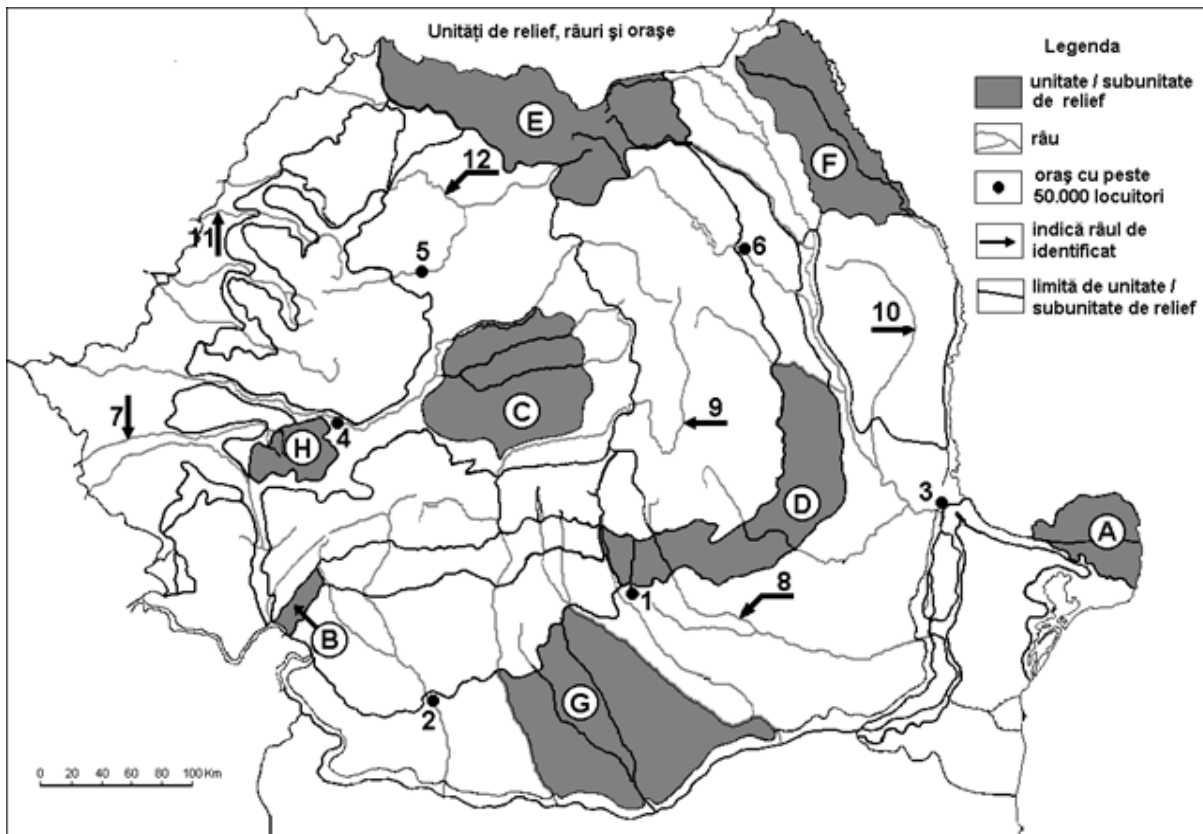 Unități de relief, râuri și orașe
Legenda
unitate / subunitate
de relief
râu
oraș cu peste
50.000 locuitori
indică râul de
identificat
limită de unitate /
subunitate de relief
E
F
12
11
5
6
10
C
7
4
H
9
D
3
A
1
8
B
2
G
0 20 40 60 80 100 Km